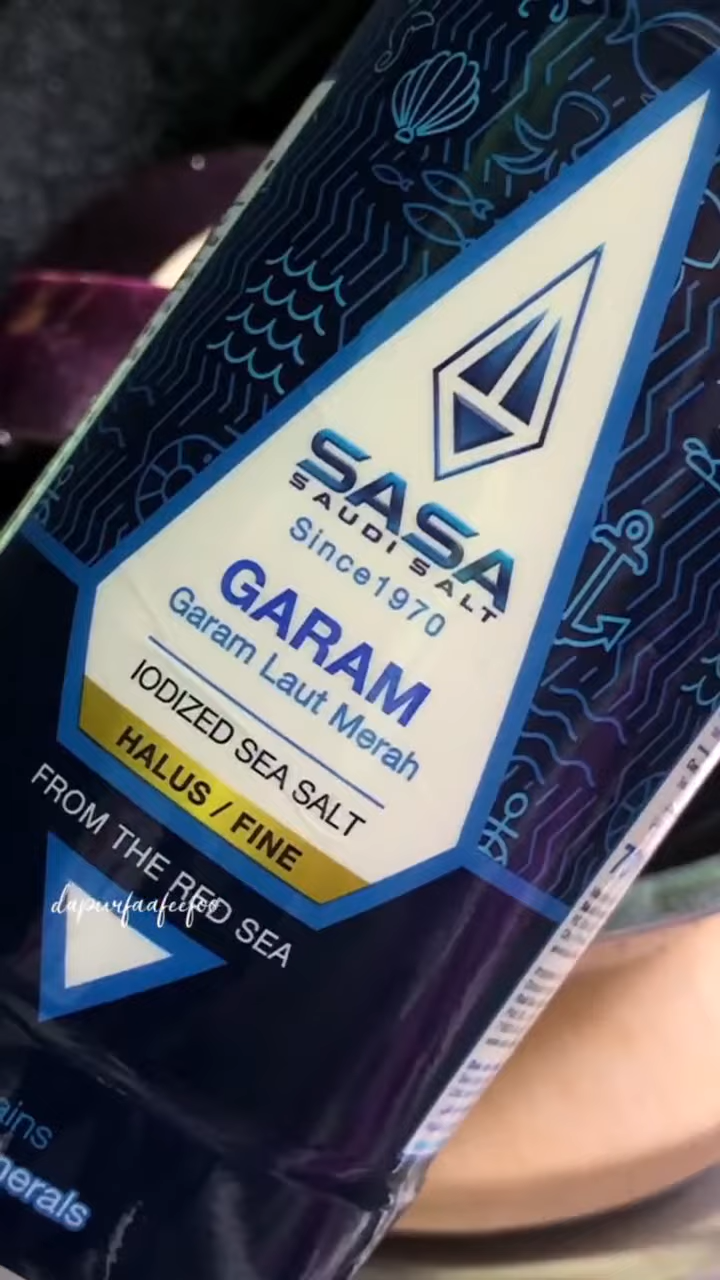 SASA
SAUDI SALT
Since1970
GARAM
Garam Laut Merah
IODIZED SEA SALT
HALUS / FINE
FROM THE RED SEA
dapurfaafeefoo
ains
nerals